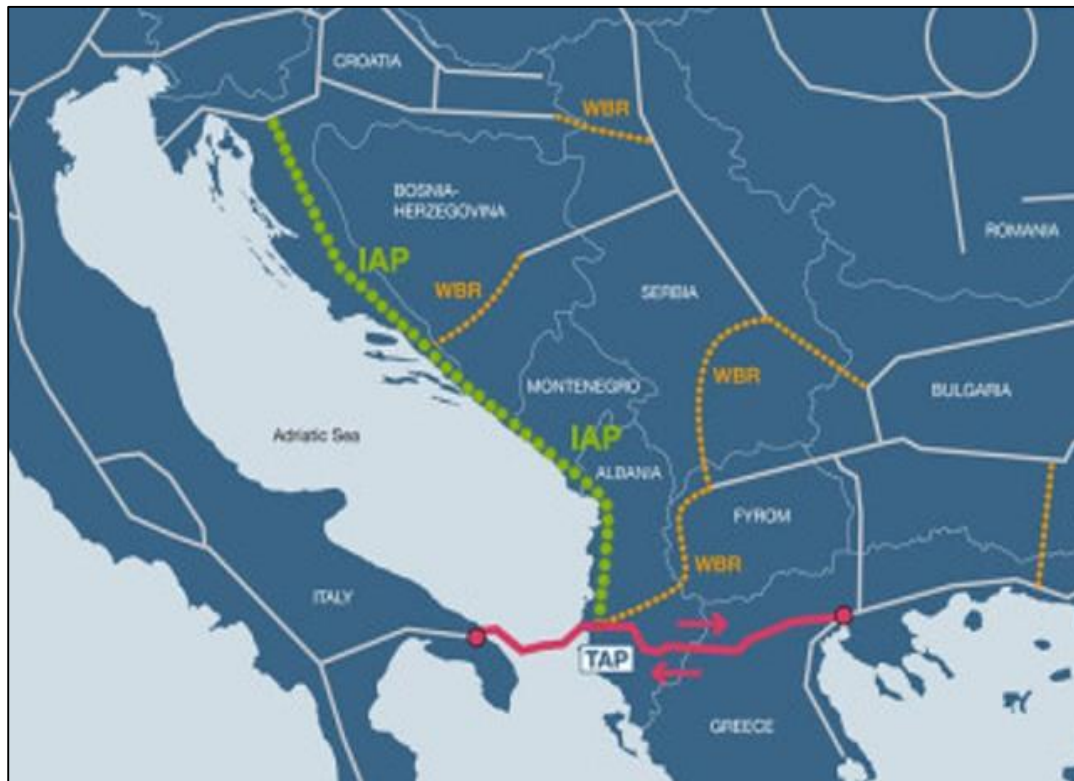 CROATIA
WBR
BOSNIA-
HERZEGOVINA
ROMANIA
IAP
WBR
SERBIA
WBR
MONTENEGRO
BULGARIA
Adriatic Sea
IAP
ALBANIA
FYROM
WBR
ITALY
TAP
GREECE